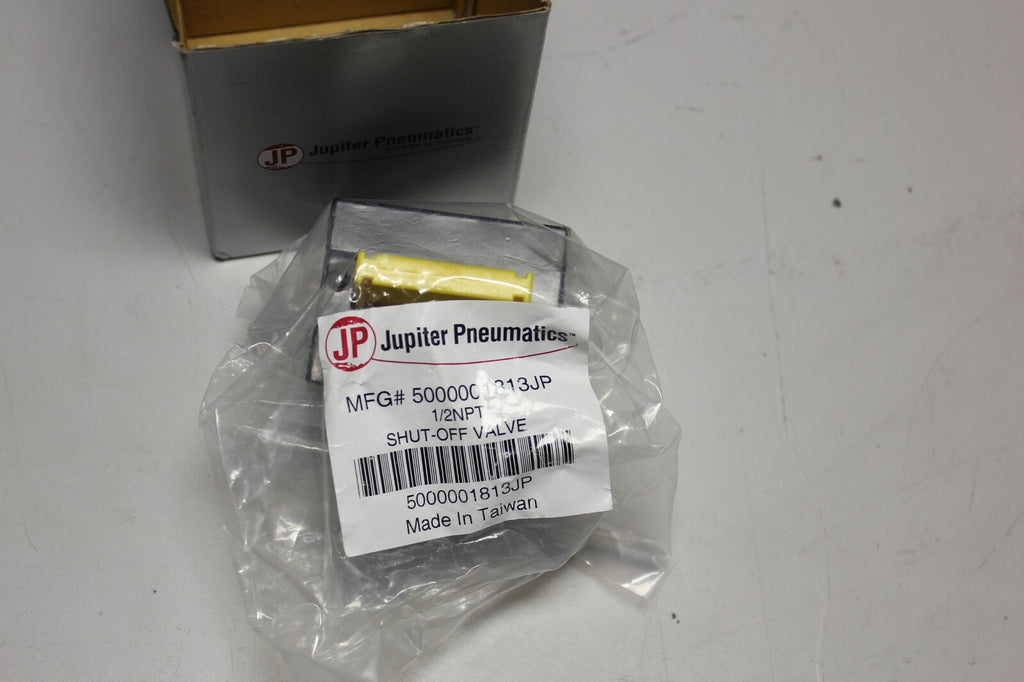 JP Jupiter Pneumatics
JP Jupiter Pneumatics™
MFG# 5000001813JP
1/2NPT
SHUT-OFF VALVE
5000001813JP
Made In Taiwan